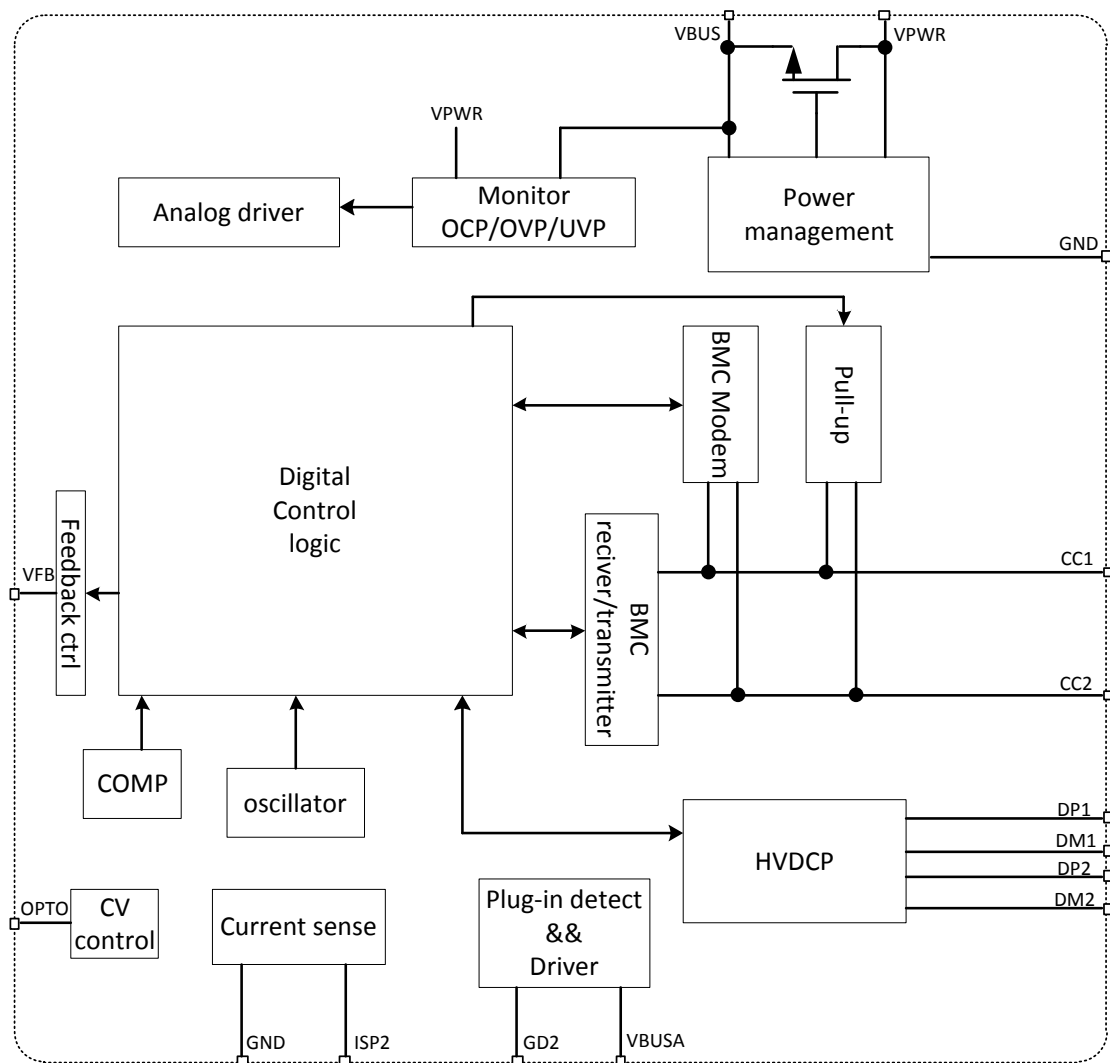 VBUS
VPWR
VPWR
Analog driver
Monitor
OCP/OVP/UVP
Power
management
GND
BMC Modem
Pull-up
Digital
Control
logic
VFB
Feedback ctrl
BMC
reciver/transmitter
CC1
CC2
COMP
oscillator
HVDCP
DP1
DM1
DP2
DM2
OPTO
CV
control
Current sense
Plug-in detect
&&
Driver
GND
ISP2
GD2
VBUSA